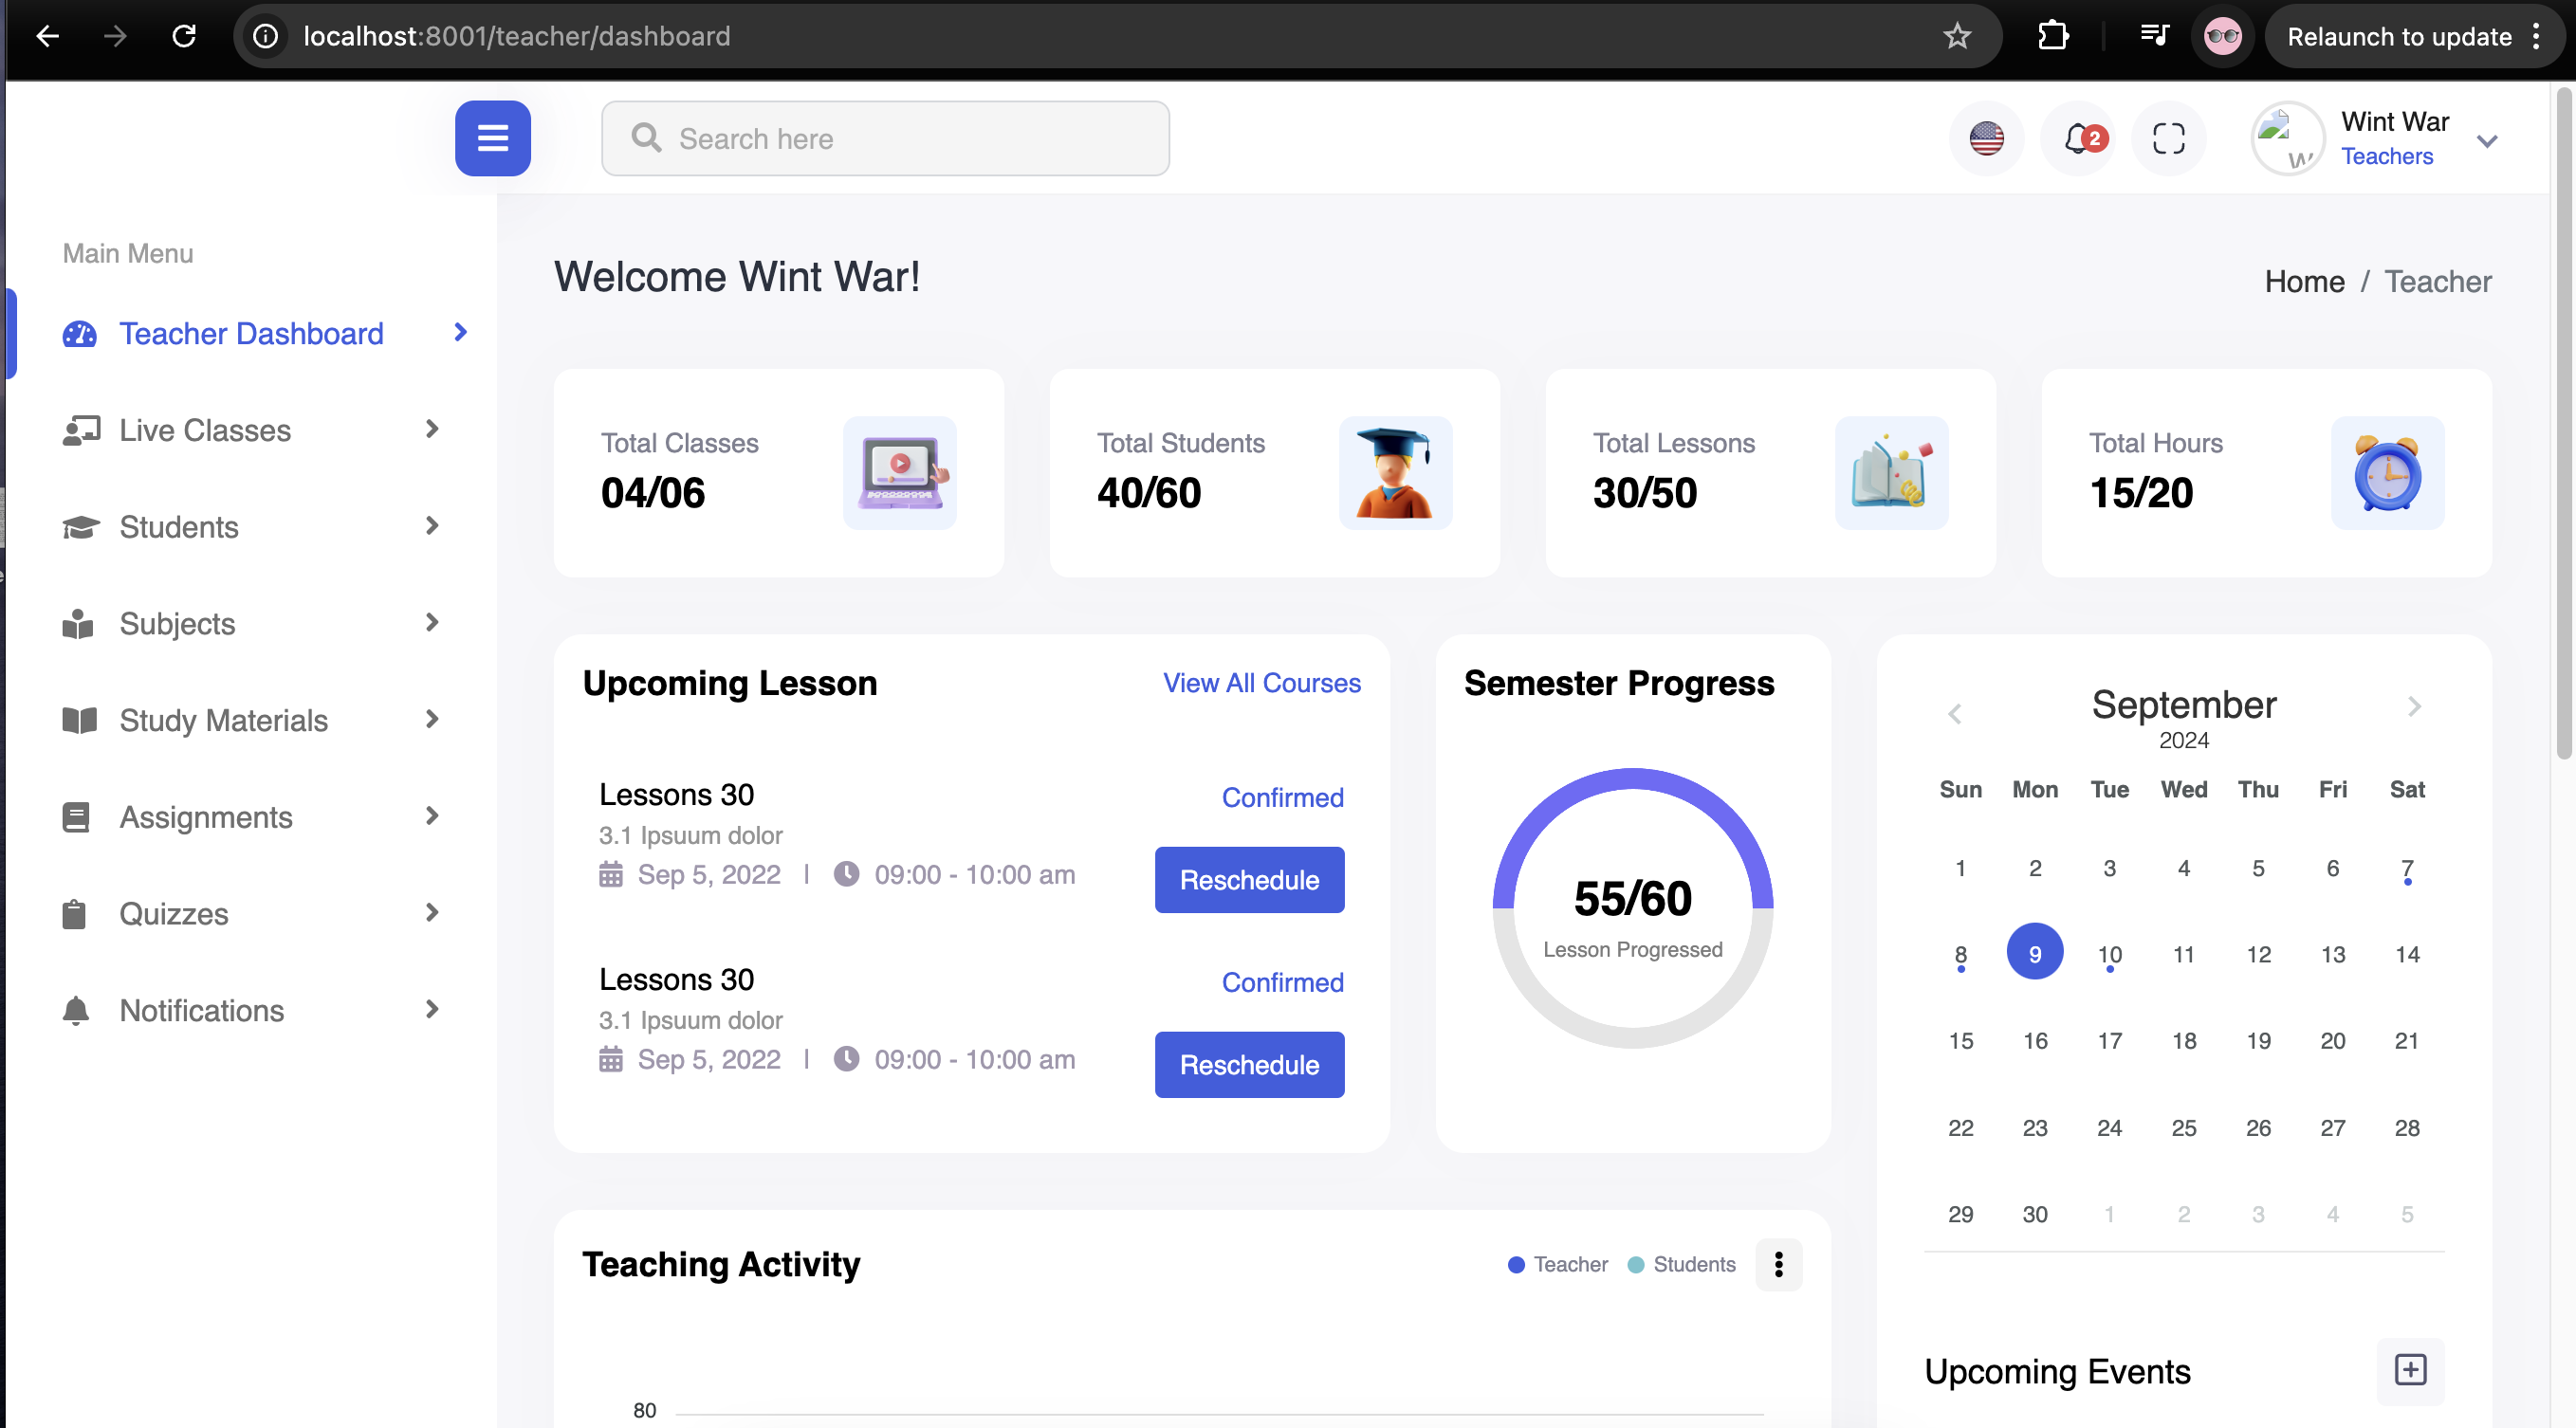 localhost:8001/teacher/dashboard
Relaunch to update
Search here
2
W
Wint War
Teachers
Main Menu
Teacher Dashboard
Live Classes
Students
Subjects
Study Materials
Assignments
Quizzes
Notifications
Welcome Wint War!
Home / Teacher
Total Classes
04/06
Total Students
40/60
Total Lessons
30/50
Total Hours
15/20
Upcoming Lesson
View All Courses
Lessons 30
Confirmed
3.1 Ipsuum dolor
Sep 5, 2022 | 09:00 - 10:00 am
Reschedule
Lessons 30
Confirmed
3.1 Ipsuum dolor
Sep 5, 2022 | 09:00 - 10:00 am
Reschedule
Semester Progress
55/60
Lesson Progressed
September
2024
Sun Mon Tue Wed Thu Fri Sat
1 2 3 4 5 6 7
8 9 10 11 12 13 14
15 16 17 18 19 20 21
22 23 24 25 26 27 28
29 30 1 2 3 4 5
Teaching Activity
Teacher Students
80
Upcoming Events